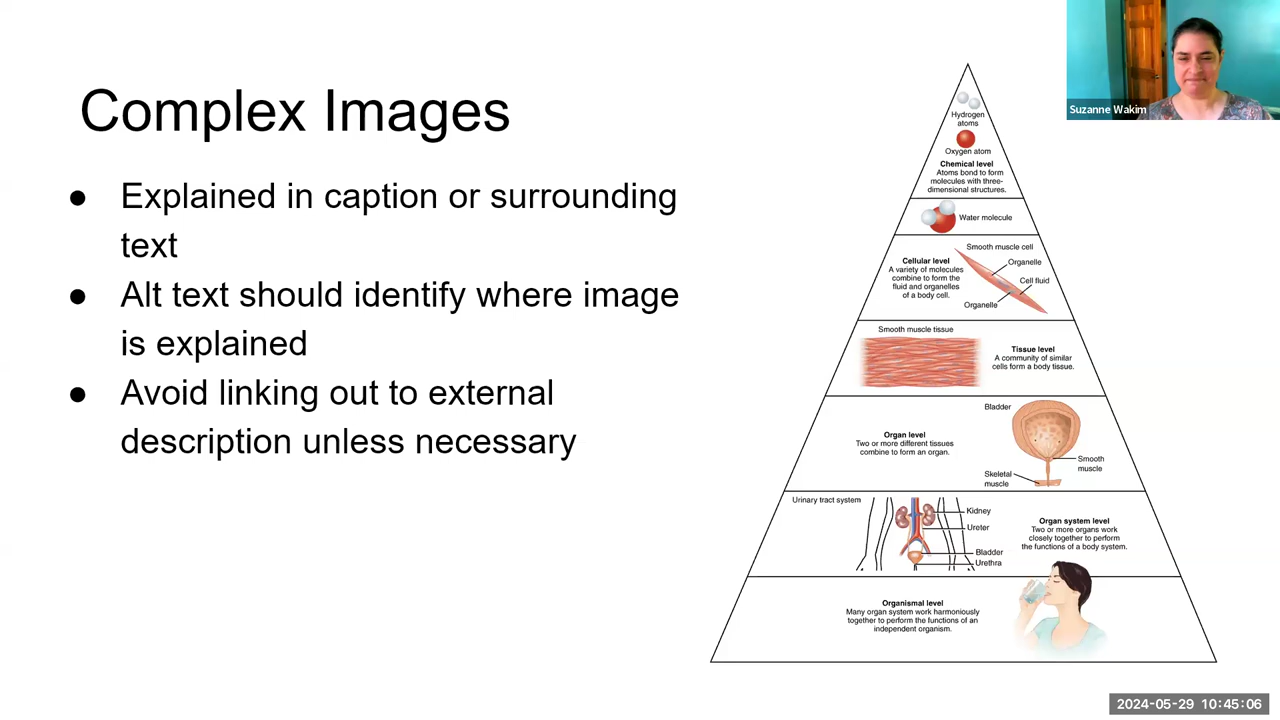 Complex Images
● Explained in caption or surrounding
text
● Alt text should identify where image
is explained
● Avoid linking out to external
description unless necessary
Suzanne Wakim
Hydrogen
atoms
Oxygen atom
Chemical level
Atoms bond to form
molecules with three-
dimensional structures.
Water molecule
Smooth muscle cell
Cellular level
A variety of molecules
combine to form the
fluid and organelles
of a body cell.
Organelle
Cell fluid
Organelle
Smooth muscle tissue
Tissue level
A community of similar
cells form a body tissue.
Bladder
Organ level
Two or more different tissues
combine to form an organ.
Smooth
muscle
Skeletal
muscle
Urinary tract system
Kidney
Ureter
Bladder
Urethra
Organ system level
Two or more organs work
closely together to perform
the functions of a body system.
Organismal level
Many organ system work harmoniously
together to perform the functions of an
independent organism.
2024-05-29 10:45:06